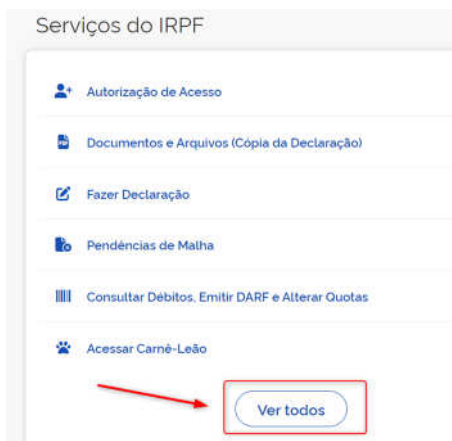 Serviços do IRPF
Autorização de Acesso
Documentos e Arquivos (Cópia da Declaração)
Fazer Declaração
Pendências de Malha
Consultar Débitos, Emitir DARF e Alterar Quotas
Acessar Carnê-Leão
Ver todos